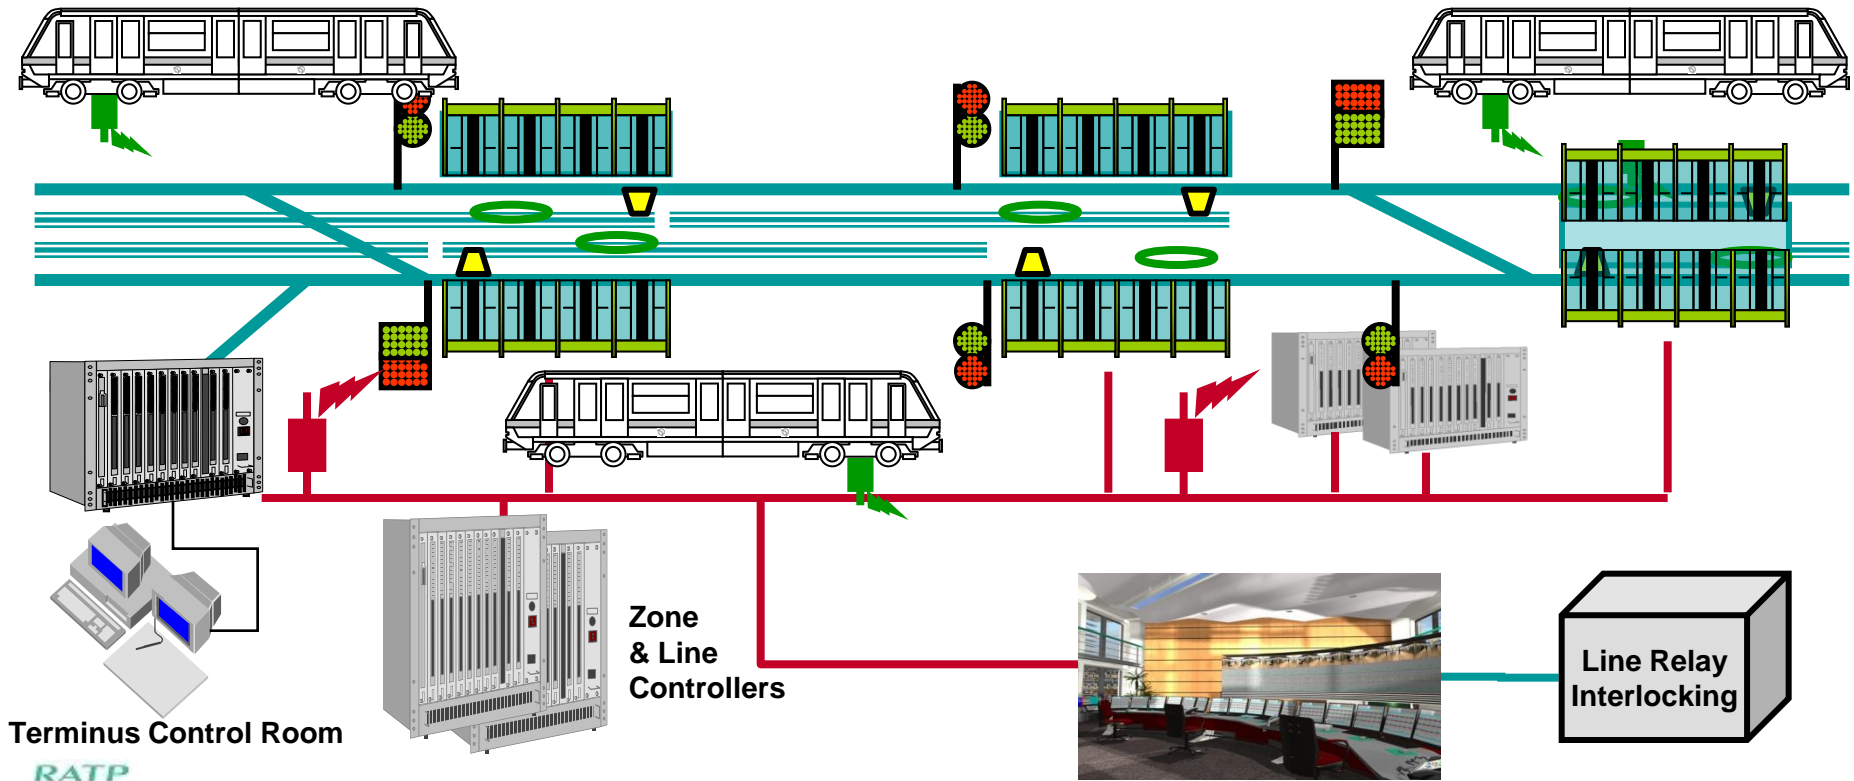 Zone
& Line
Controllers
Line Relay
Interlocking
Terminus Control Room
RATP